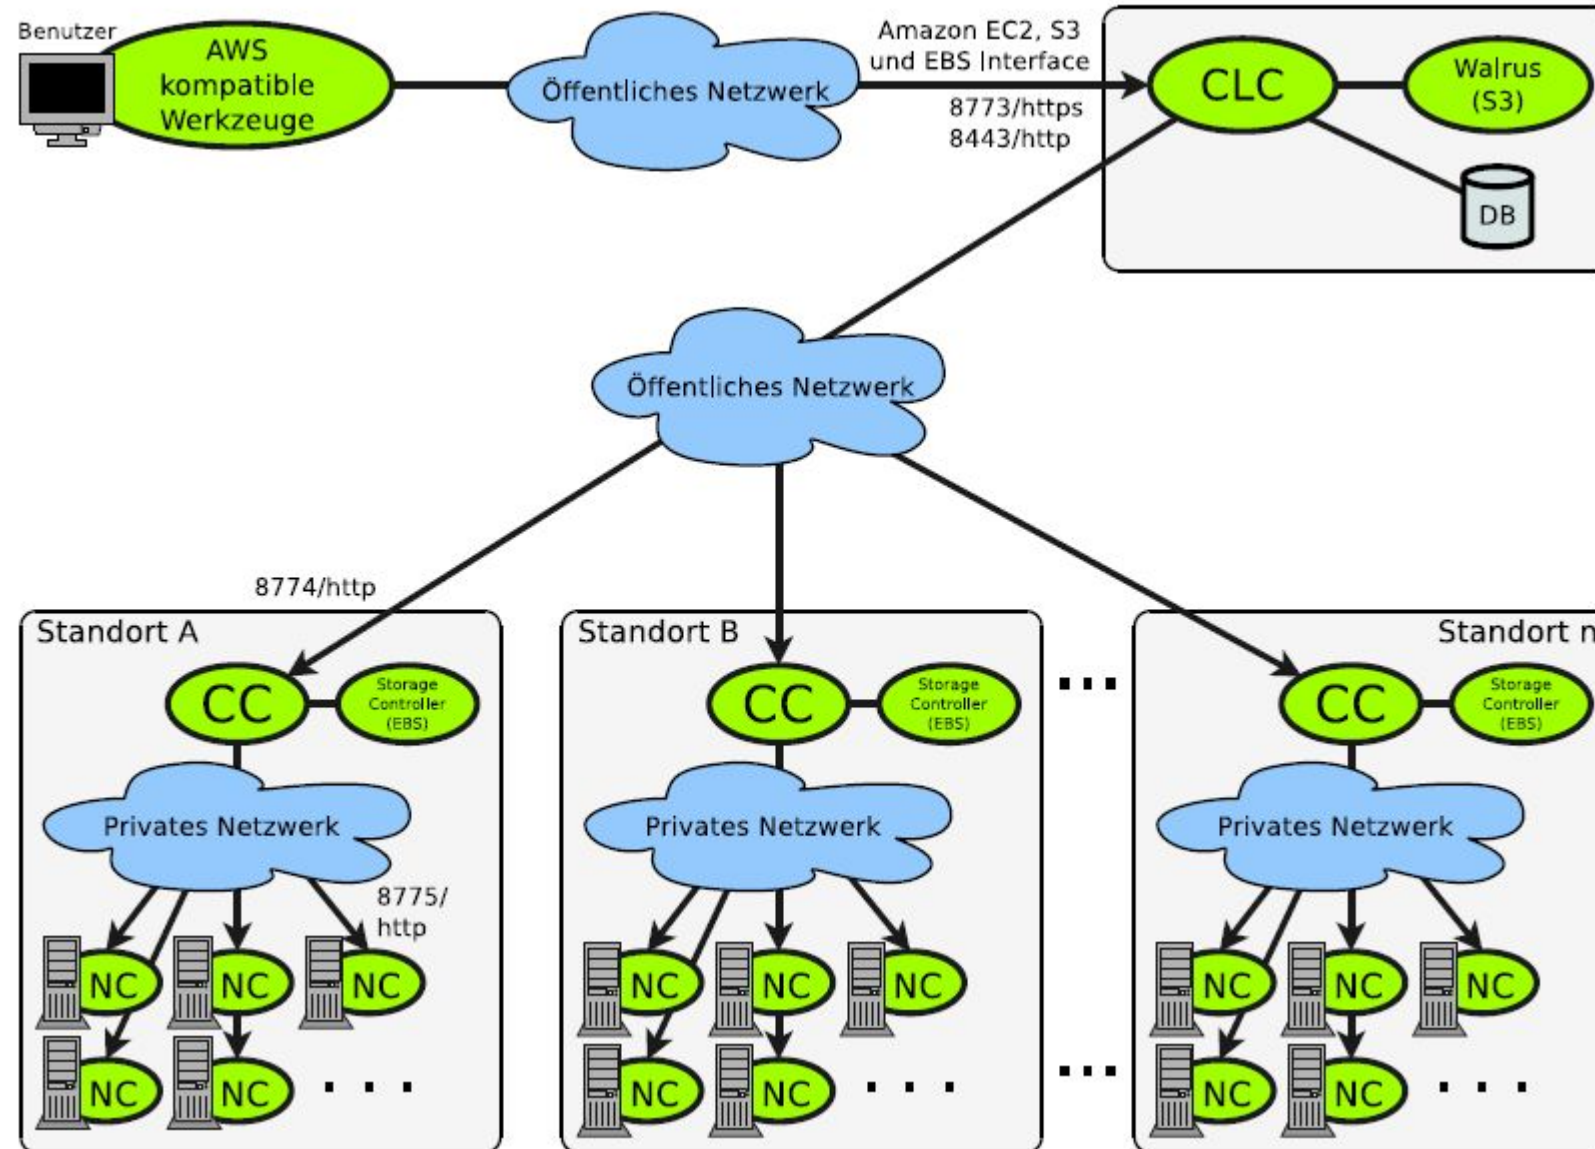 Benutzer
AWS
kompatible
Werkzeuge
Öffentliches Netzwerk
Amazon EC2, S3
und EBS Interface
8773/https
8443/http
CLC
Walrus
(S3)
DB
Öffentliches Netzwerk
8774/http
Standort A
CC
Storage
Controller
(EBS)
Privates Netzwerk
8775/
http
NC
NC
NC
NC
NC
. . .
Standort B
CC
Storage
Controller
(EBS)
Privates Netzwerk
NC
NC
NC
NC
NC
. . .
...
...
Standort n
CC
Storage
Controller
(EBS)
Privates Netzwerk
NC
NC
NC
NC
NC
. . .